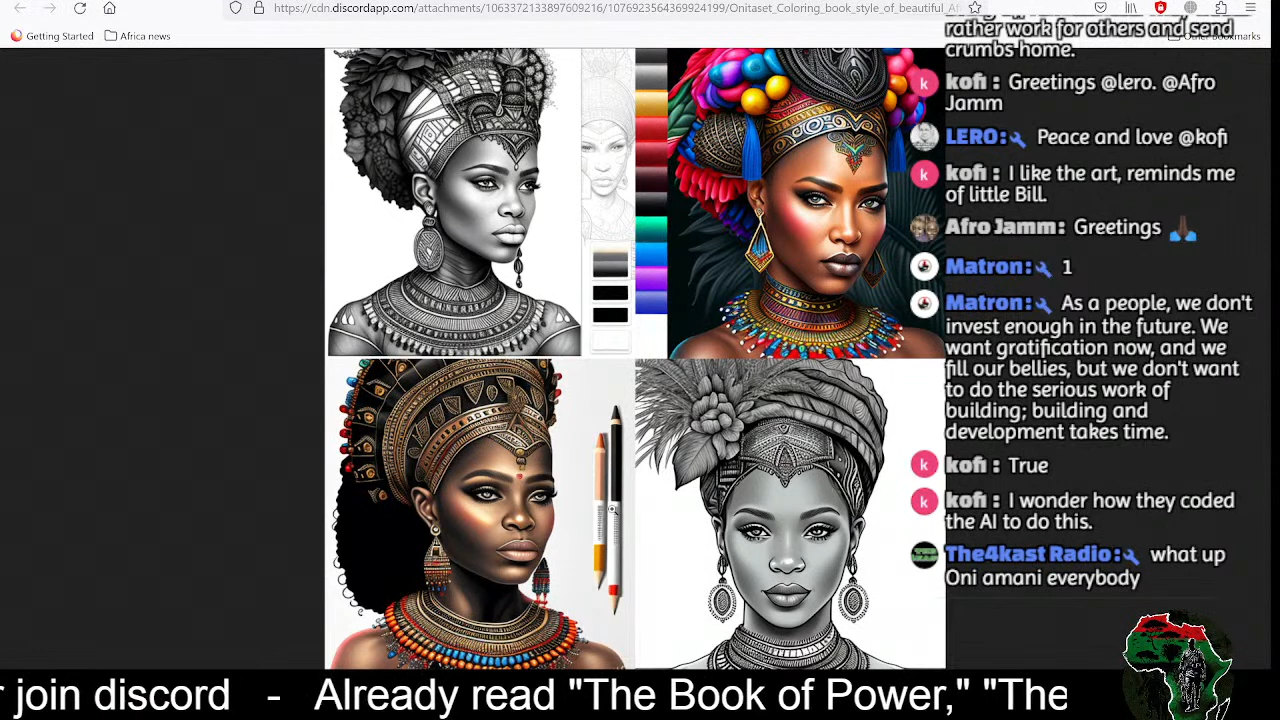 https://cdn.discordapp.com/attachments/1063372133897609216/1076923564369924199/Onitaset_Coloring_book_style_of_beautiful_Af
Getting Started
Africa news
Other Bookmarks
rather work for others and send
crumbs home.
k
kofi : Greetings @lero. @Afro
Jamm
LERO: Peace and love @kofi
k
kofi : I like the art, reminds me
of little Bill.
Afro Jamm: Greetings 🙏🏾
Matron: 1
Matron: As a people, we don't
invest enough in the future. We
want gratification now, and we
fill our bellies, but we don't want
to do the serious work of
building; building and
development takes time.
k
kofi : True
k
kofi : I wonder how they coded
the AI to do this.
The4kast Radio: what up
Oni amani everybody
join discord - Already read "The Book of Power," "The